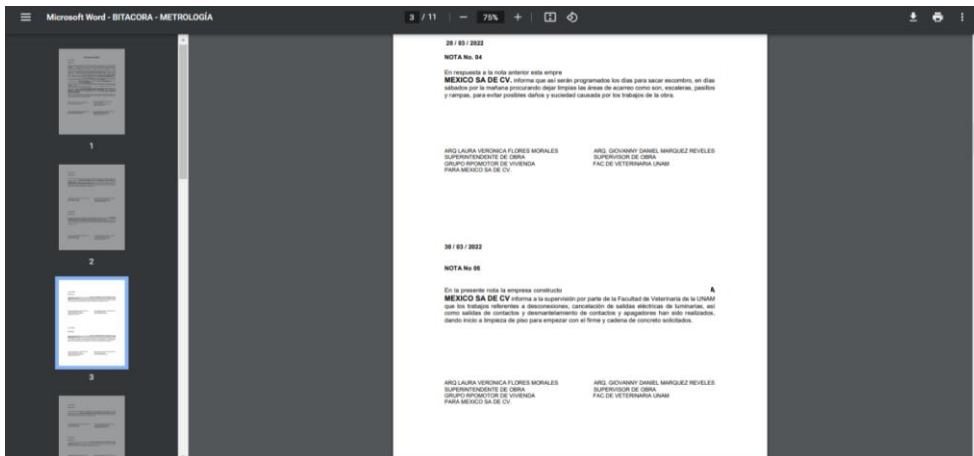 Microsoft Word - BITACORA - METROLOGÍA
3 / 11
75%
1
2
3
28 / 03 / 2022
NOTA No. 04
En respuesta a la nota anterior esta empre
MEXICO SA DE CV. informa que así serán programados los días para sacar escombro, en días
sábados por la mañana procurando dejar limpias las áreas de acarreo como son, escaleras, pasillos
y rampas, para evitar posibles daños y suciedad causada por los trabajos de la obra.
ARQ LAURA VERONICA FLORES MORALES
SUPERINTENDENTE DE OBRA
GRUPO RPOMOTOR DE VIVIENDA
PARA MEXICO SA DE CV.
ARQ. GIOVANNY DANIEL MARQUEZ REVELES
SUPERVISOR DE OBRA
FAC DE VETERINARIA UNAM
30 / 03 / 2022
NOTA No 05
En la presente nota la empresa constructo A
MEXICO SA DE CV informa a la supervisión por parte de la Facultad de Veterinaria de la UNAM
que los trabajos referentes a desconexiones, cancelación de salidas eléctricas de luminarias, así
como salidas de contactos y desmantelamiento de contactos y apagadores han sido realizados,
dando inicio a limpieza de piso para empezar con el firme y cadena de concreto solicitados.
ARQ LAURA VERONICA FLORES MORALES
SUPERINTENDENTE DE OBRA
GRUPO RPOMOTOR DE VIVIENDA
PARA MEXICO SA DE CV.
ARQ. GIOVANNY DANIEL MARQUEZ REVELES
SUPERVISOR DE OBRA
FAC DE VETERINARIA UNAM